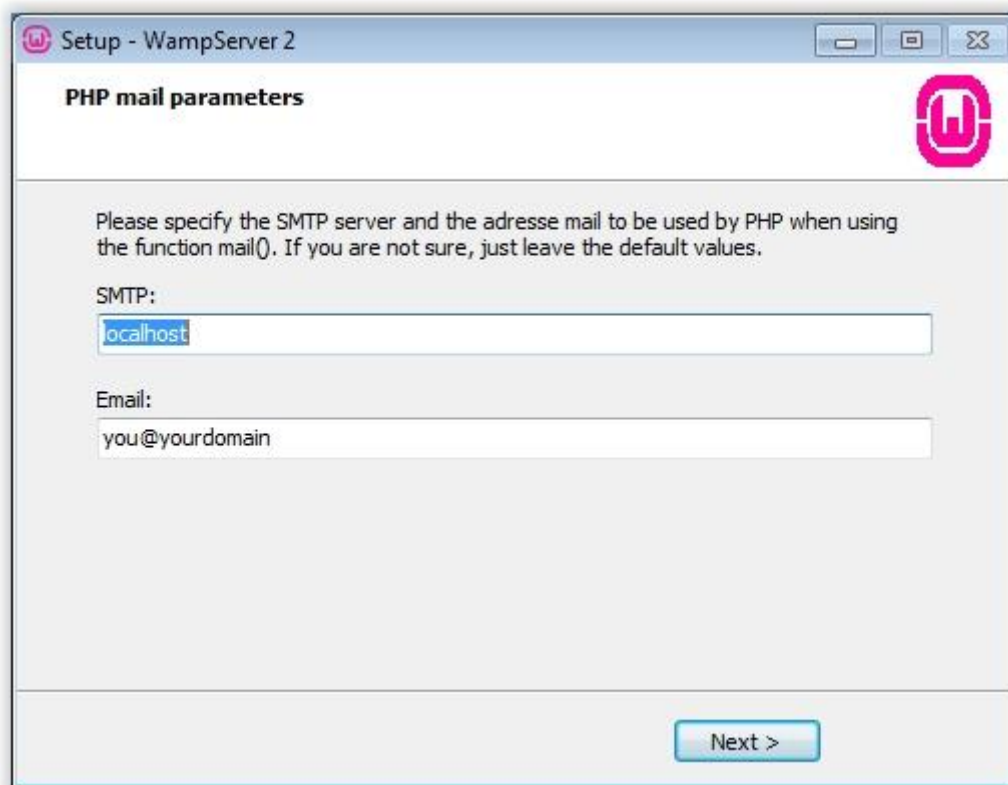 Setup - WampServer 2
PHP mail parameters
Please specify the SMTP server and the adresse mail to be used by PHP when using
the function mail(). If you are not sure, just leave the default values.
SMTP:
localhost
Email:
you@yourdomain
Next >